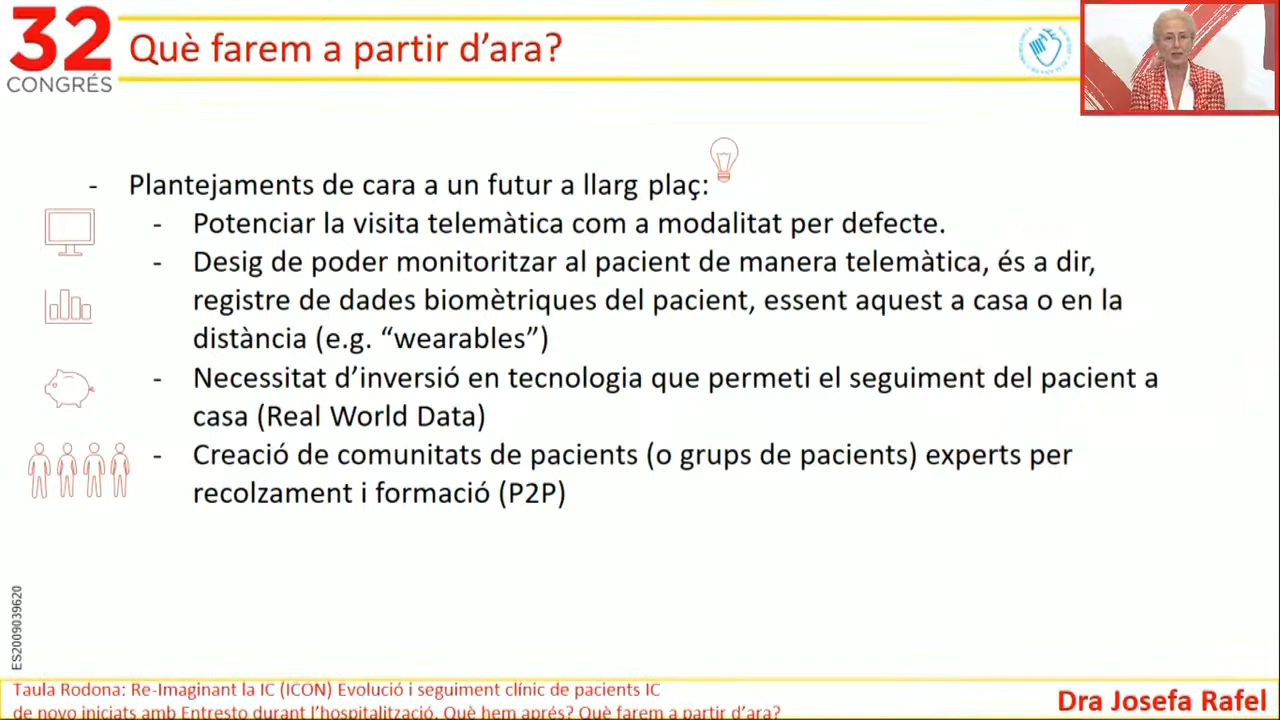 32
CONGRÉS
Què farem a partir d’ara?
- Plantejaments de cara a un futur a llarg plaç:
- Potenciar la visita telemàtica com a modalitat per defecte.
- Desig de poder monitoritzar al pacient de manera telemàtica, és a dir,
registre de dades biomètriques del pacient, essent aquest a casa o en la
distància (e.g. “wearables”)
- Necessitat d’inversió en tecnologia que permeti el seguiment del pacient a
casa (Real World Data)
- Creació de comunitats de pacients (o grups de pacients) experts per
recolzament i formació (P2P)
ES2009039620
Taula Rodona: Re-Imaginant la IC (ICON) Evolució i seguiment clínic de pacients IC
de novo iniciats amb Entresto durant l’hospitalització. Què hem aprés? Què farem a partir d’ara?
Dra Josefa Rafel